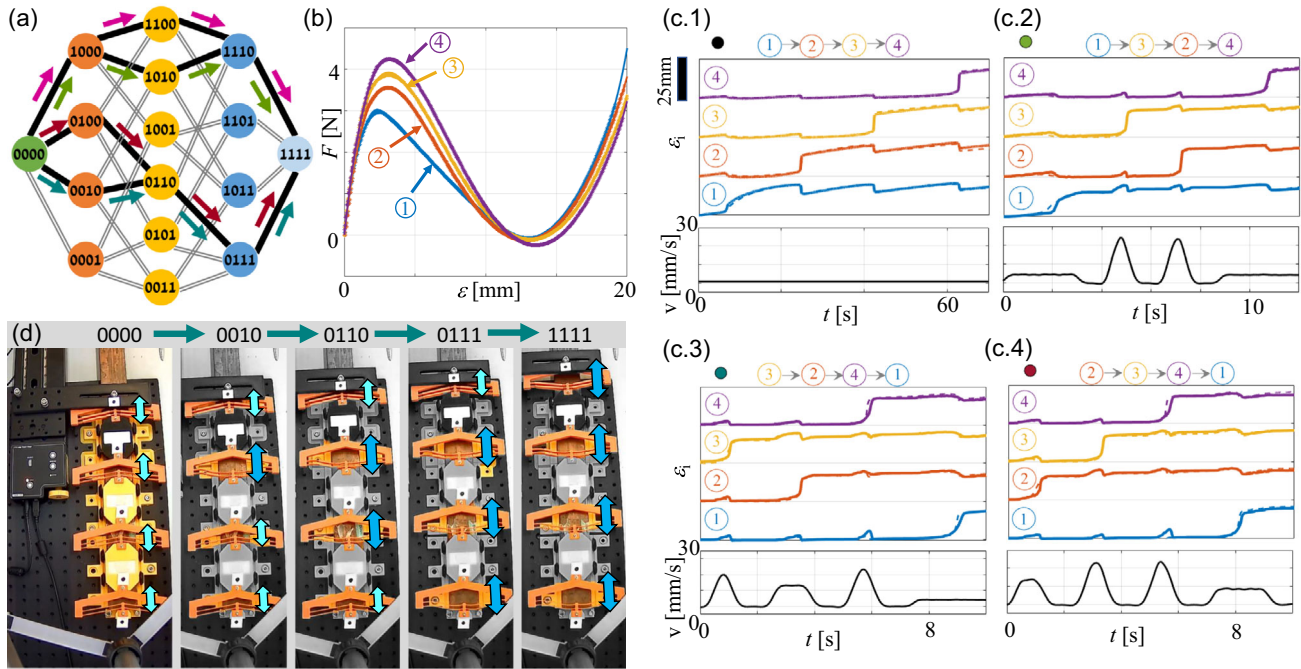 (a)
1100
1000
1110
1010
0100
1001
1101
0000
1111
0110
0010
1011
0101
0001
0111
0011
(b)
4
F [N]
0
④
③
②
①
0
ε [mm]
20
(c.1)
① → ② → ③ → ④
25mm
εi
④
③
②
①
30
v [mm/s]
0
0
t [s]
60
(c.2)
① → ③ → ② → ④
④
③
②
①
0
t [s]
10
(d)
0000 0010 0110 0111 1111
(c.3)
③ → ② → ④ → ①
εi
④
③
②
①
30
v [mm/s]
0
0
t [s]
8
(c.4)
② → ③ → ④ → ①
④
③
②
①
0
t [s]
8